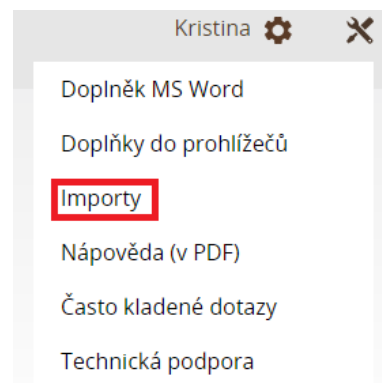 Kristina
Doplněk MS Word
Doplňky do prohlížečů
Importy
Nápověda (v PDF)
Často kladené dotazy
Technická podpora